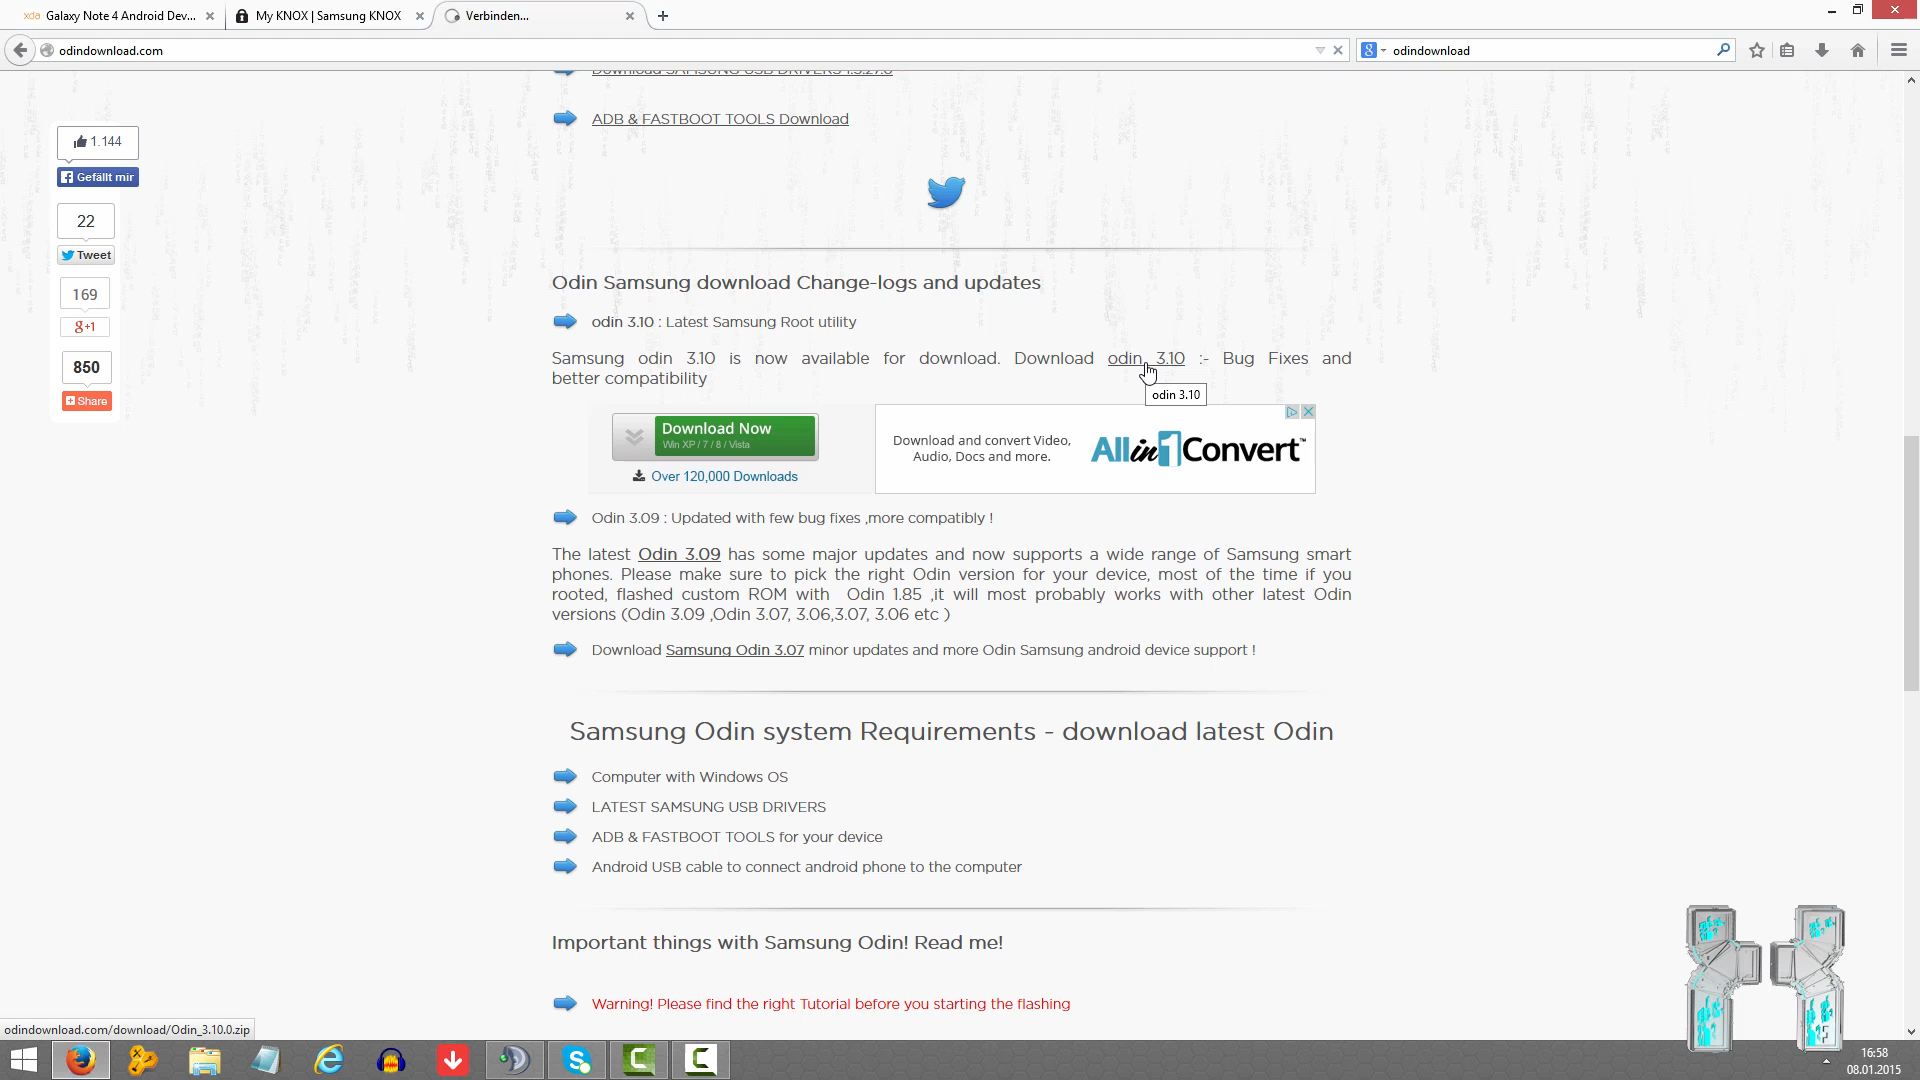 Galaxy Note 4 Android Dev...
My KNOX | Samsung KNOX
Verbinden...
odindownload.com
odindownload
Download SAMSUNG USB DRIVERS 1.5.27.0
ADB & FASTBOOT TOOLS Download
1.144
Gefällt mir
22
Tweet
169
g+1
850
Share
Odin Samsung download Change-logs and updates
odin 3.10 : Latest Samsung Root utility
Samsung odin 3.10 is now available for download. Download odin 3.10 :- Bug Fixes and
better compatibility
odin 3.10
Download Now
Win XP / 7 / 8 / Vista
Over 120,000 Downloads
Download and convert Video,
Audio, Docs and more.
Allin1Convert™
Odin 3.09 : Updated with few bug fixes ,more compatibly !
The latest Odin 3.09 has some major updates and now supports a wide range of Samsung smart
phones. Please make sure to pick the right Odin version for your device, most of the time if you
rooted, flashed custom ROM with Odin 1.85 ,it will most probably works with other latest Odin
versions (Odin 3.09 ,Odin 3.07, 3.06,3.07, 3.06 etc )
Download Samsung Odin 3.07 minor updates and more Odin Samsung android device support !
Samsung Odin system Requirements - download latest Odin
Computer with Windows OS
LATEST SAMSUNG USB DRIVERS
ADB & FASTBOOT TOOLS for your device
Android USB cable to connect android phone to the computer
Important things with Samsung Odin! Read me!
Warning! Please find the right Tutorial before you starting the flashing
odindownload.com/download/Odin_3.10.0.zip
16:58
08.01.2015